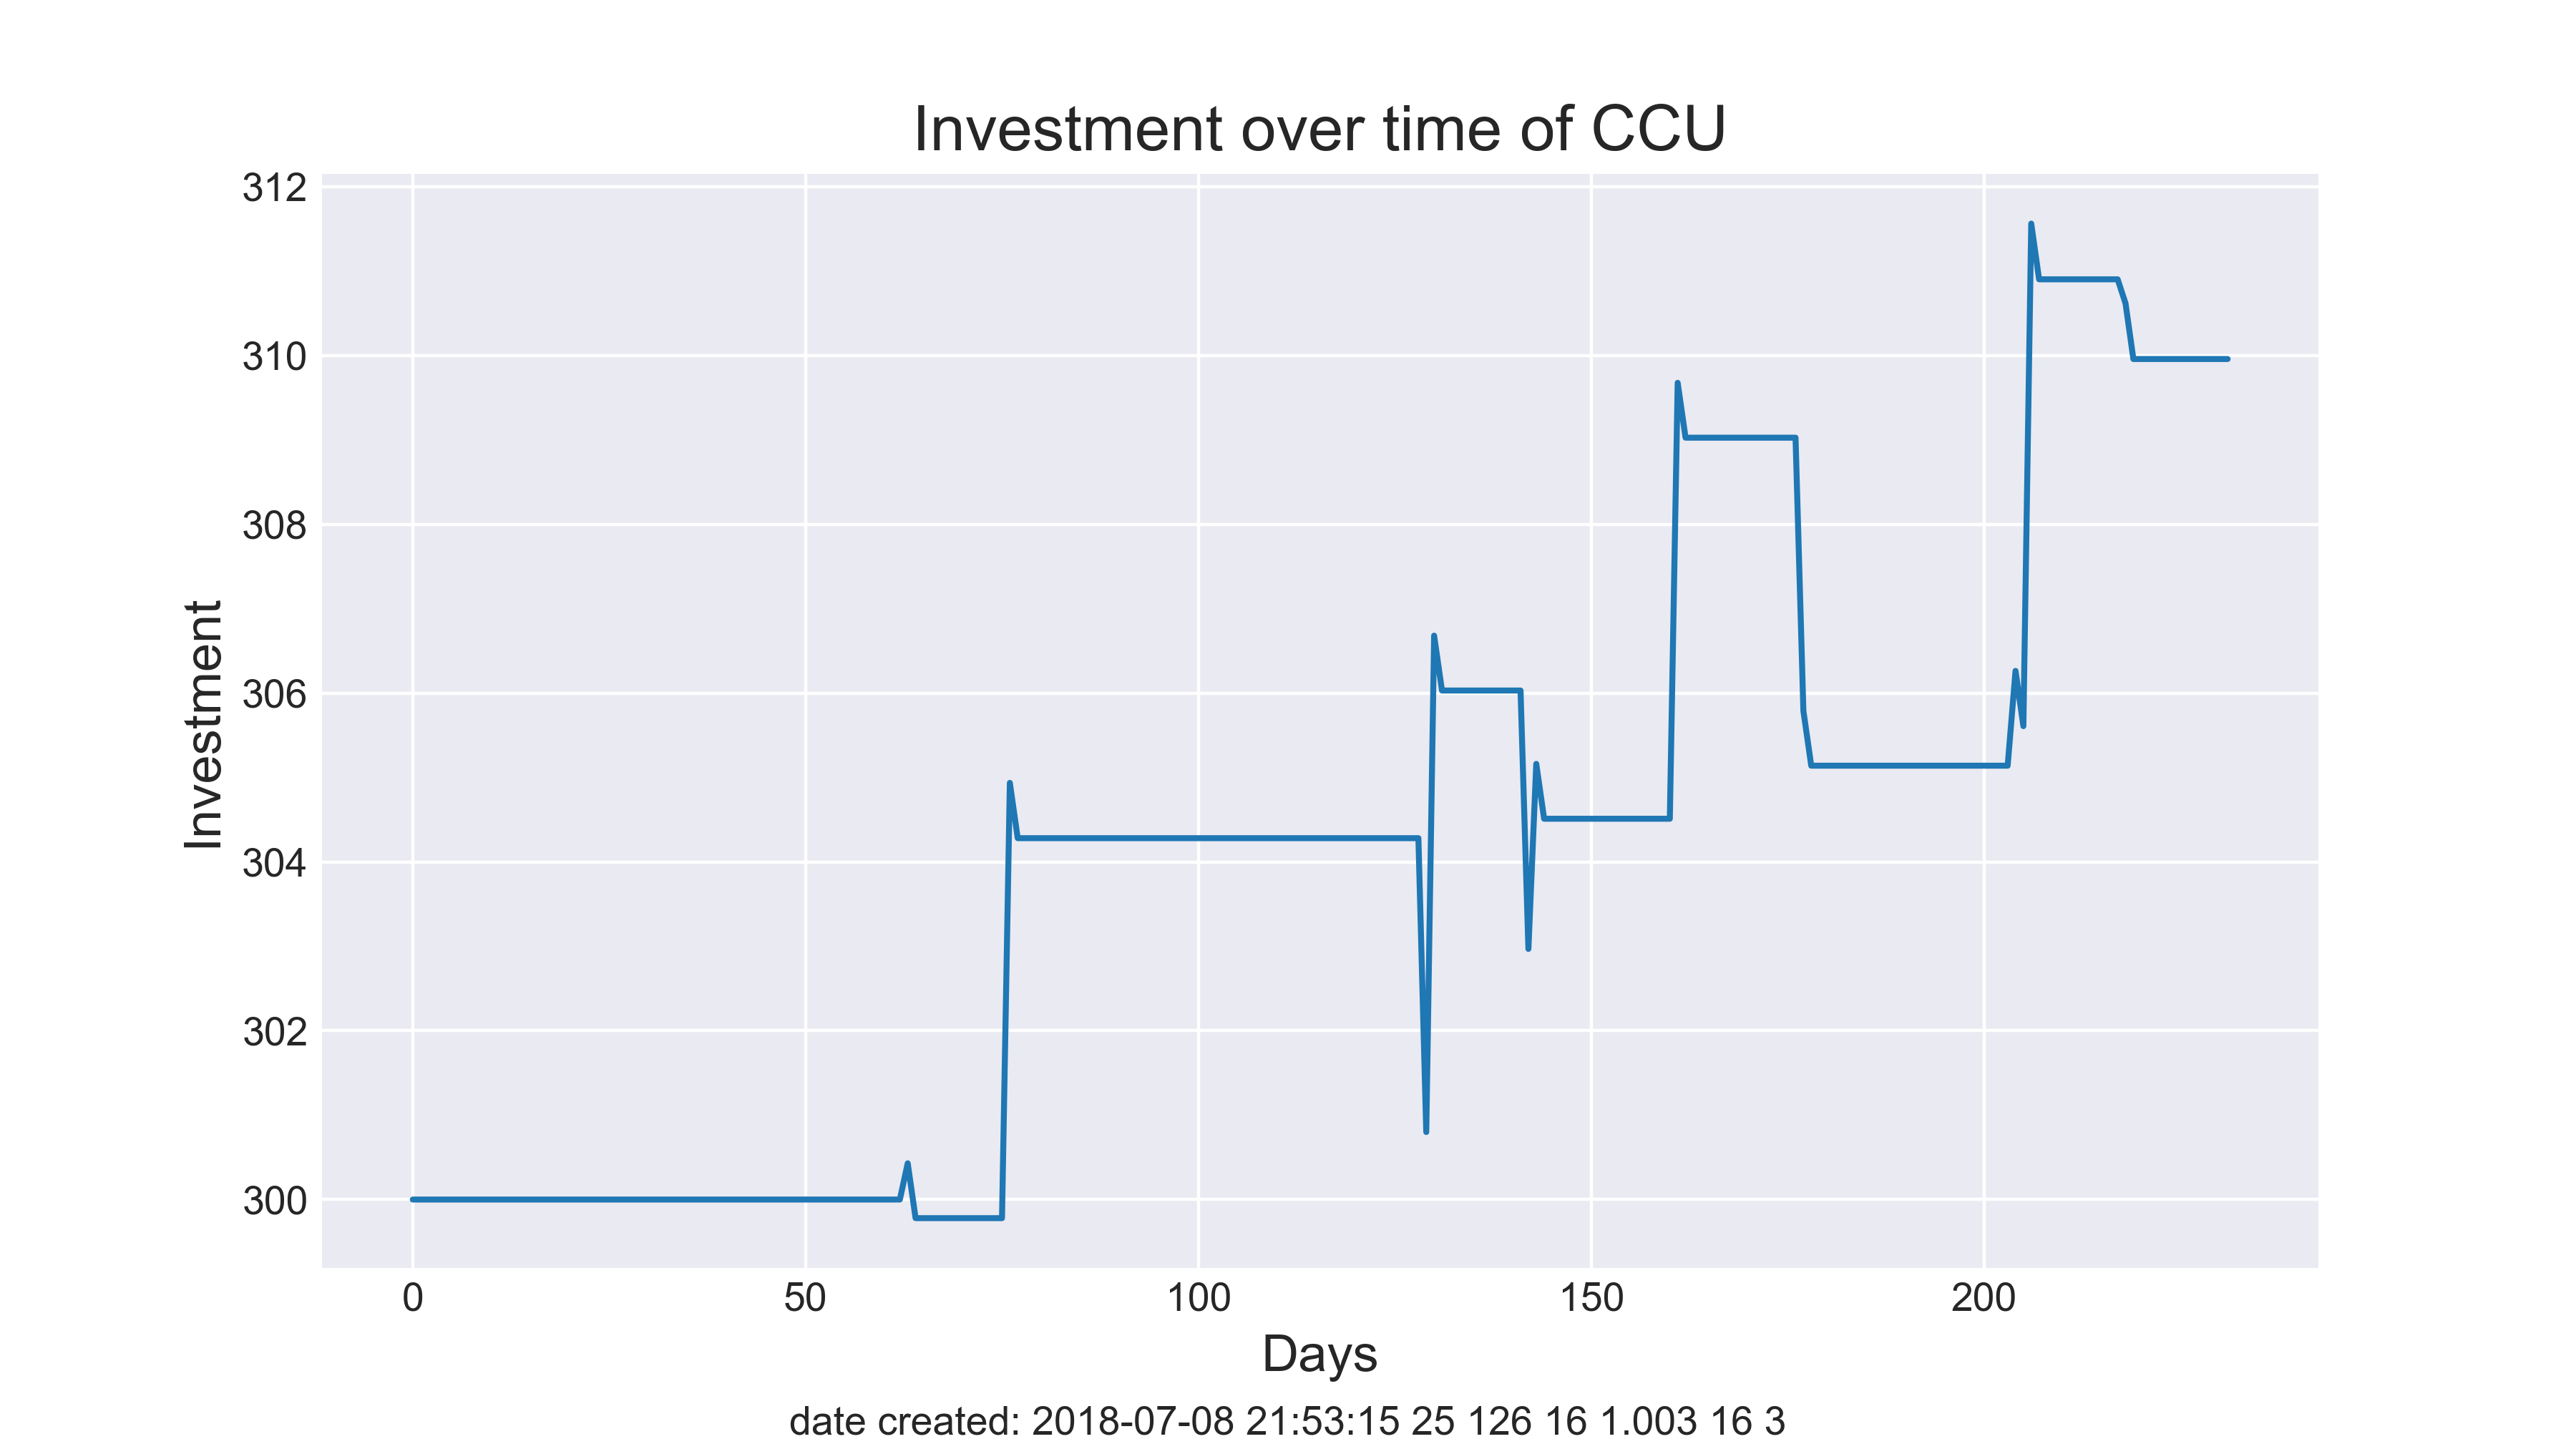 Investment over time of CCU
312
310
308
306
304
302
300
Investment
0 50 100 150 200
Days
date created: 2018-07-08 21:53:15 25 126 16 1.003 16 3